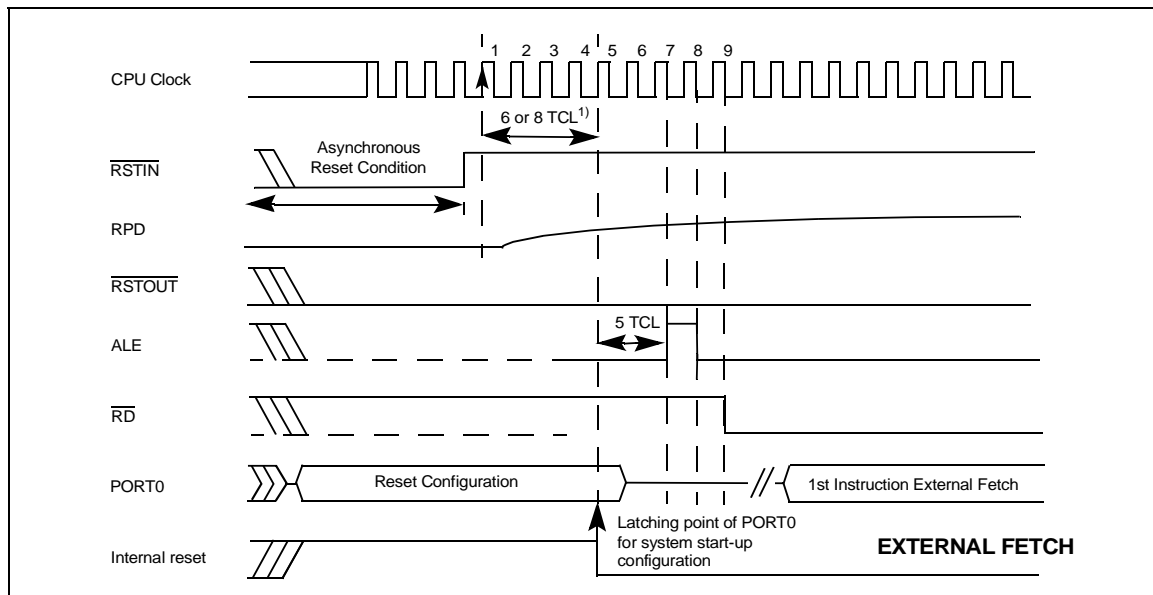 1 2 3 4 5 6 7 8 9
CPU Clock
6 or 8 TCL1)
Asynchronous
Reset Condition
RSTIN
RPD
RSTOUT
5 TCL
ALE
RD
PORT0
Reset Configuration
1st Instruction External Fetch
Latching point of PORT0
for system start-up
configuration
Internal reset
EXTERNAL FETCH